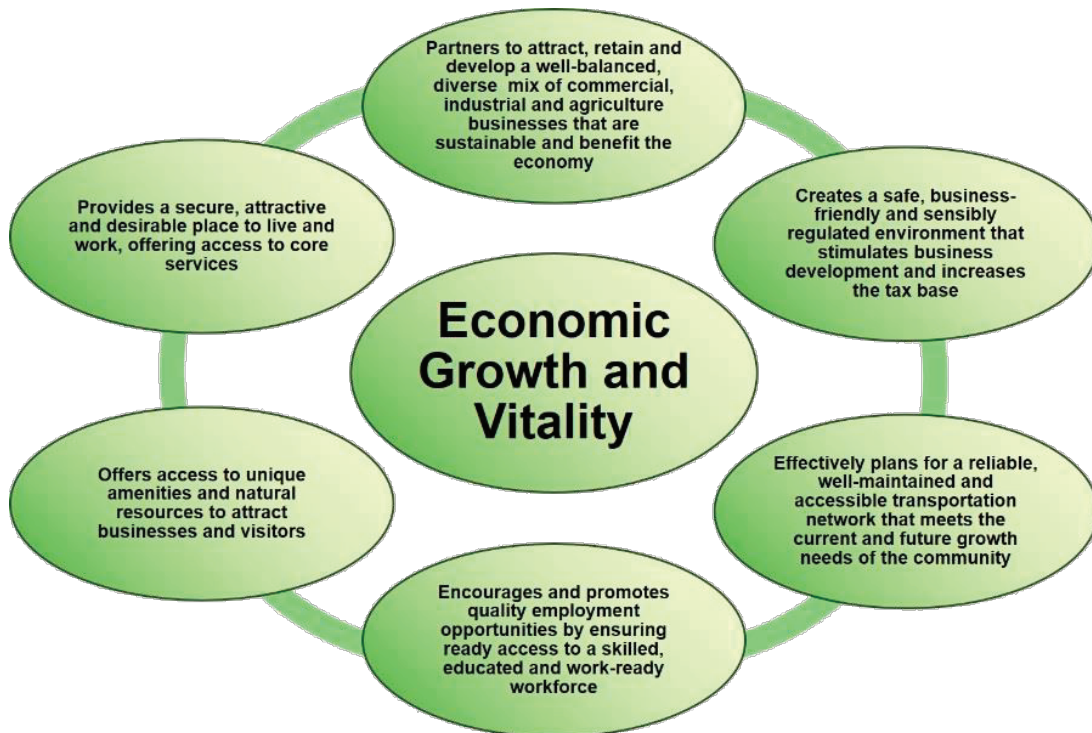 Partners to attract, retain and
develop a well-balanced,
diverse mix of commercial,
industrial and agriculture
businesses that are
sustainable and benefit the
economy
Creates a safe, business-
friendly and sensibly
regulated environment that
stimulates business
development and increases
the tax base
Effectively plans for a reliable,
well-maintained and
accessible transportation
network that meets the
current and future growth
needs of the community
Encourages and promotes
quality employment
opportunities by ensuring
ready access to a skilled,
educated and work-ready
workforce
Offers access to unique
amenities and natural
resources to attract
businesses and visitors
Provides a secure, attractive
and desirable place to live and
work, offering access to core
services
Economic
Growth and
Vitality